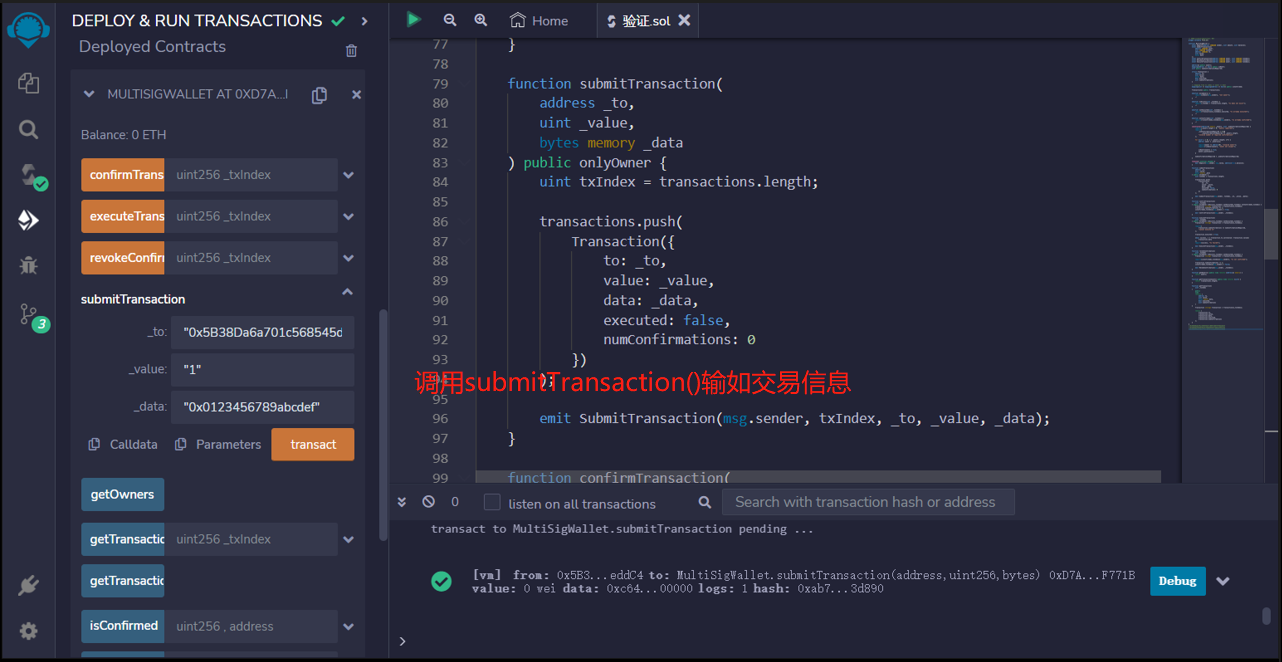 DEPLOY & RUN TRANSACTIONS
Deployed Contracts
MULTISIGWALLET AT 0XD7A...I
Balance: 0 ETH
confirmTrans
uint256 _txIndex
executeTrans
uint256 _txIndex
revokeConfirr
uint256 _txIndex
submitTransaction
_to:
"0x5B38Da6a701c568545d
_value:
"1"
_data:
"0x0123456789abcdef"
Calldata
Parameters
transact
getOwners
getTransactic
uint256 _txIndex
getTransactic
isConfirmed
uint256 , address
3
Home
验证.sol
77 }
78
79 function submitTransaction(
80 address _to,
81 uint _value,
82 bytes memory _data
83 ) public onlyOwner {
84 uint txIndex = transactions.length;
85
86 transactions.push(
87 Transaction({
88 to: _to,
89 value: _value,
90 data: _data,
91 executed: false,
92 numConfirmations: 0
93 })
94 );
调用submitTransaction()输如交易信息
95
96 emit SubmitTransaction(msg.sender, txIndex, _to, _value, _data);
97 }
98
99 function confirmTransaction(
0
listen on all transactions
Search with transaction hash or address
transact to MultiSigWallet.submitTransaction pending ...
[vm] from: 0x5B3...eddC4 to: MultiSigWallet.submitTransaction(address,uint256,bytes) 0xD7A...F771B
value: 0 wei data: 0xc64...00000 logs: 1 hash: 0xab7...3d890
Debug
>